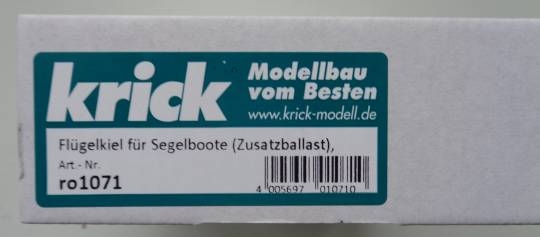 krick
Modellbau
vom Besten
www.krick-modell.de
Flügelkiel für Segelboote (Zusatzballast),
Art.- Nr.
ro1071
4 005697 010710